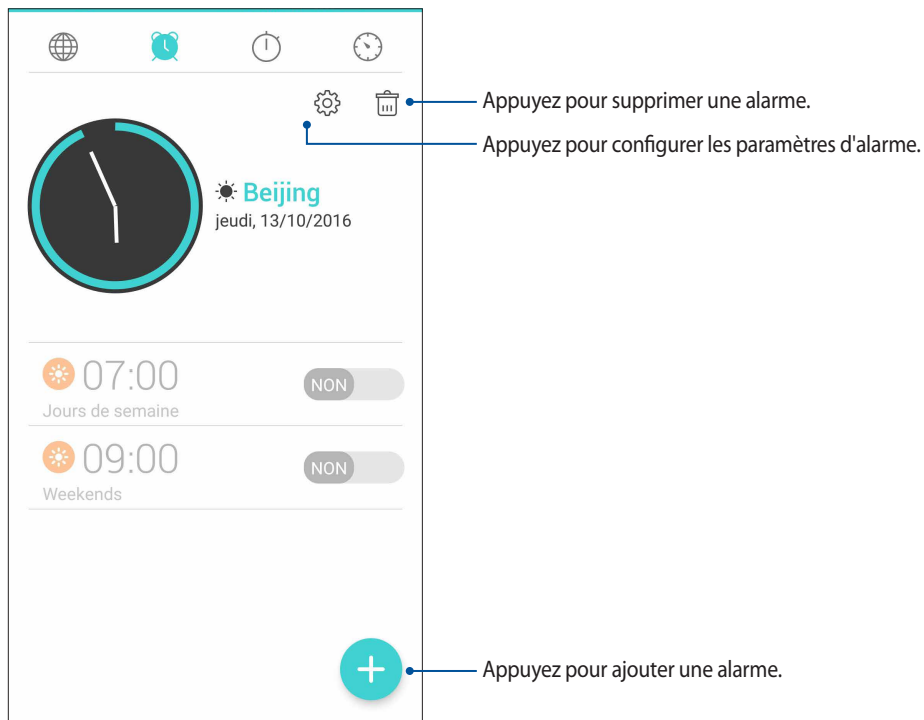 Appuyez pour supprimer une alarme.
Appuyez pour configurer les paramètres d'alarme.
Beijing
jeudi, 13/10/2016
07:00
NON
Jours de semaine
09:00
NON
Weekends
Appuyez pour ajouter une alarme.